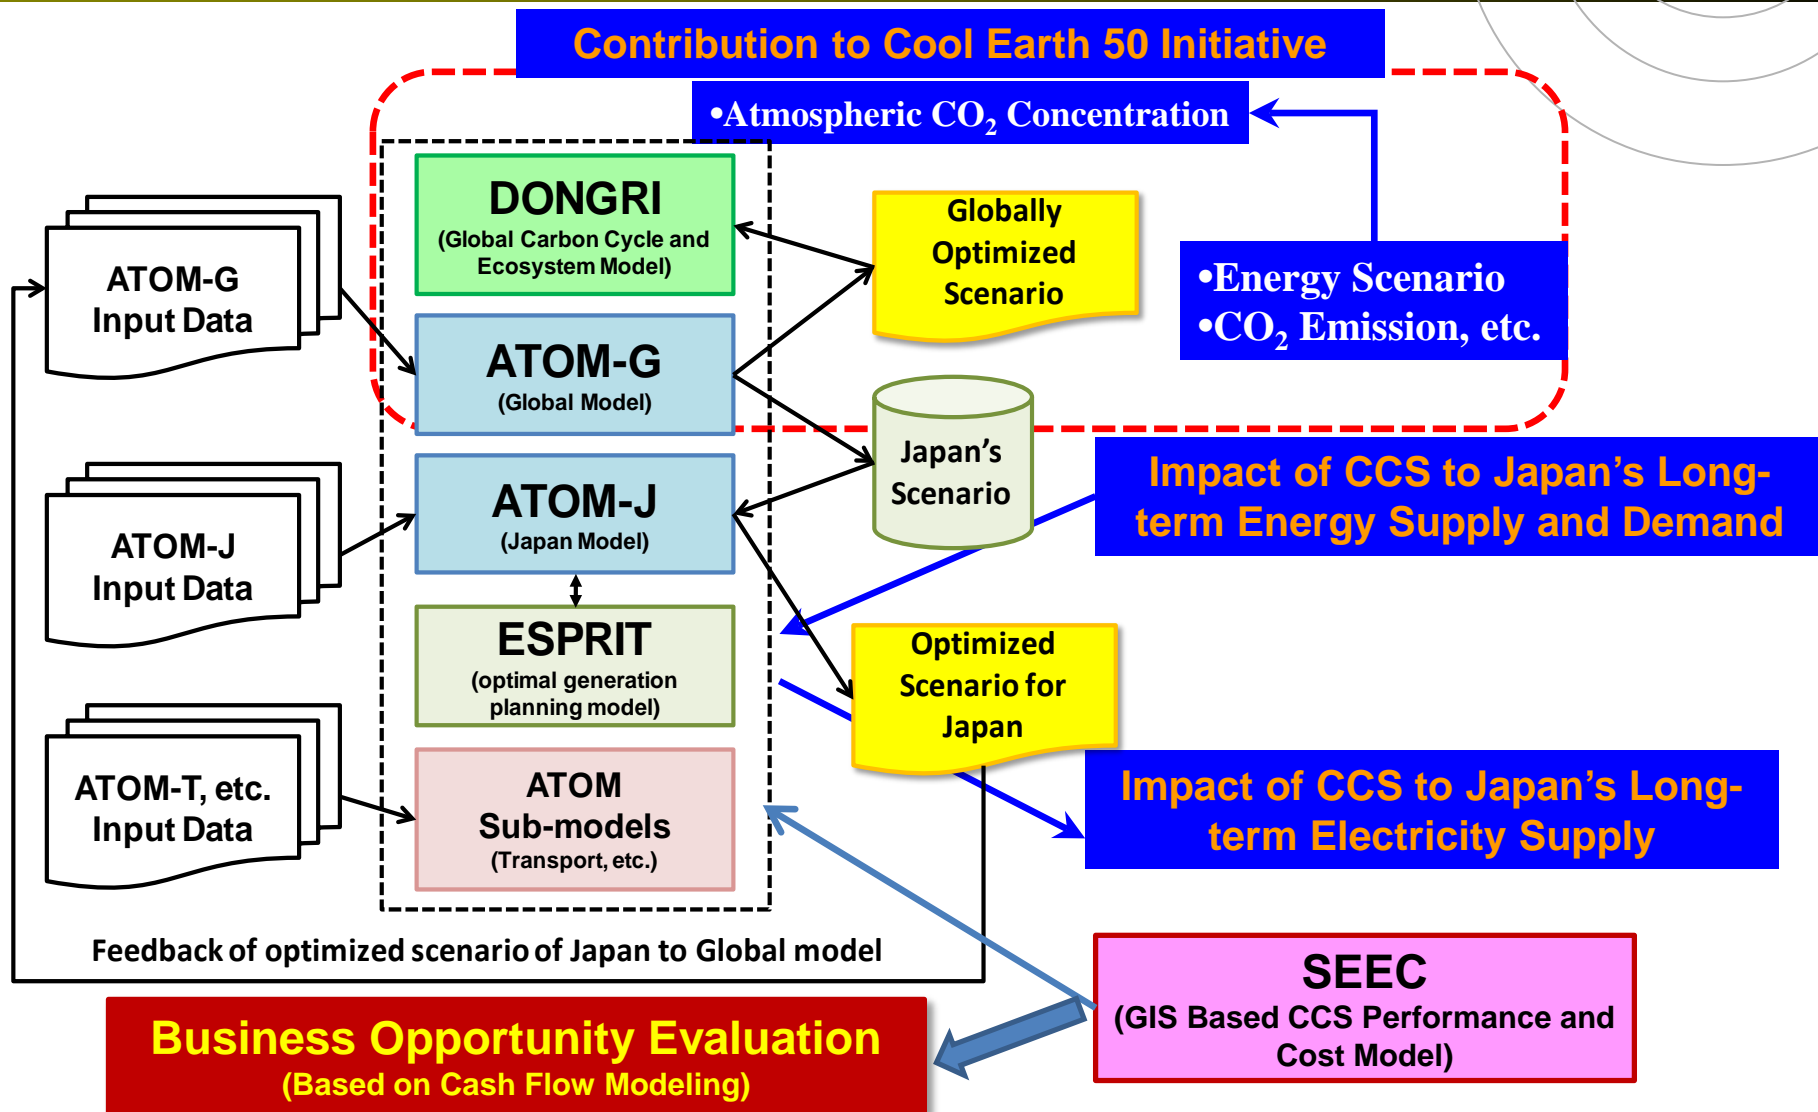 Contribution to Cool Earth 50 Initiative
•Atmospheric CO₂ Concentration
DONGRI
(Global Carbon Cycle and
Ecosystem Model)
Globally
Optimized
Scenario
•Energy Scenario
•CO₂ Emission, etc.
ATOM-G
Input Data
ATOM-G
(Global Model)
Japan's
Scenario
Impact of CCS to Japan's Long-
term Energy Supply and Demand
ATOM-J
Input Data
ATOM-J
(Japan Model)
ESPRIT
(optimal generation
planning model)
Optimized
Scenario for
Japan
ATOM-T, etc.
Input Data
ATOM
Sub-models
(Transport, etc.)
Impact of CCS to Japan's Long-
term Electricity Supply
Feedback of optimized scenario of Japan to Global model
SEEC
(GIS Based CCS Performance and
Cost Model)
Business Opportunity Evaluation
(Based on Cash Flow Modeling)